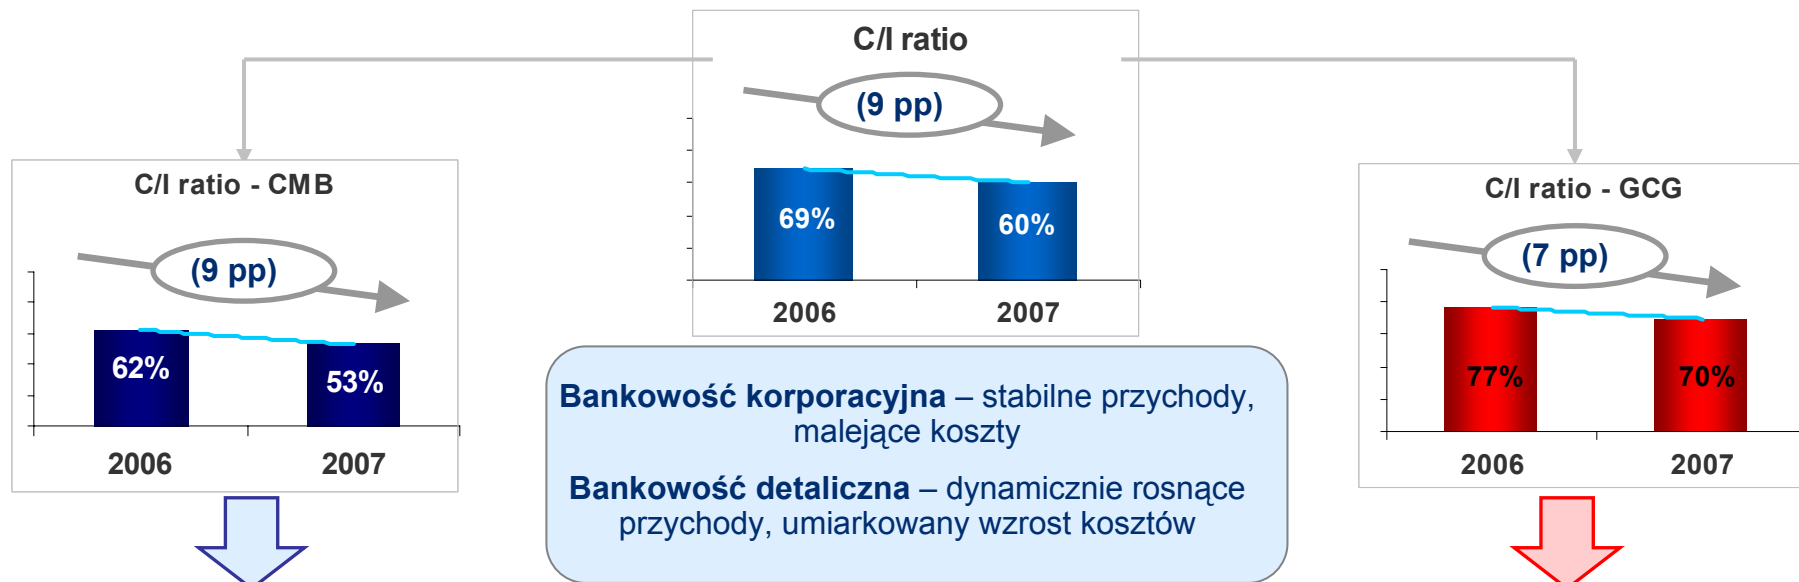 C/I ratio
(9 pp)
69%
60%
2006
2007
C/I ratio - CMB
(9 pp)
62%
53%
2006
2007
C/I ratio - GCG
(7 pp)
77%
70%
2006
2007
Bankowość korporacyjna – stabilne przychody,
malejące koszty
Bankowość detaliczna – dynamicznie rosnące
przychody, umiarkowany wzrost kosztów